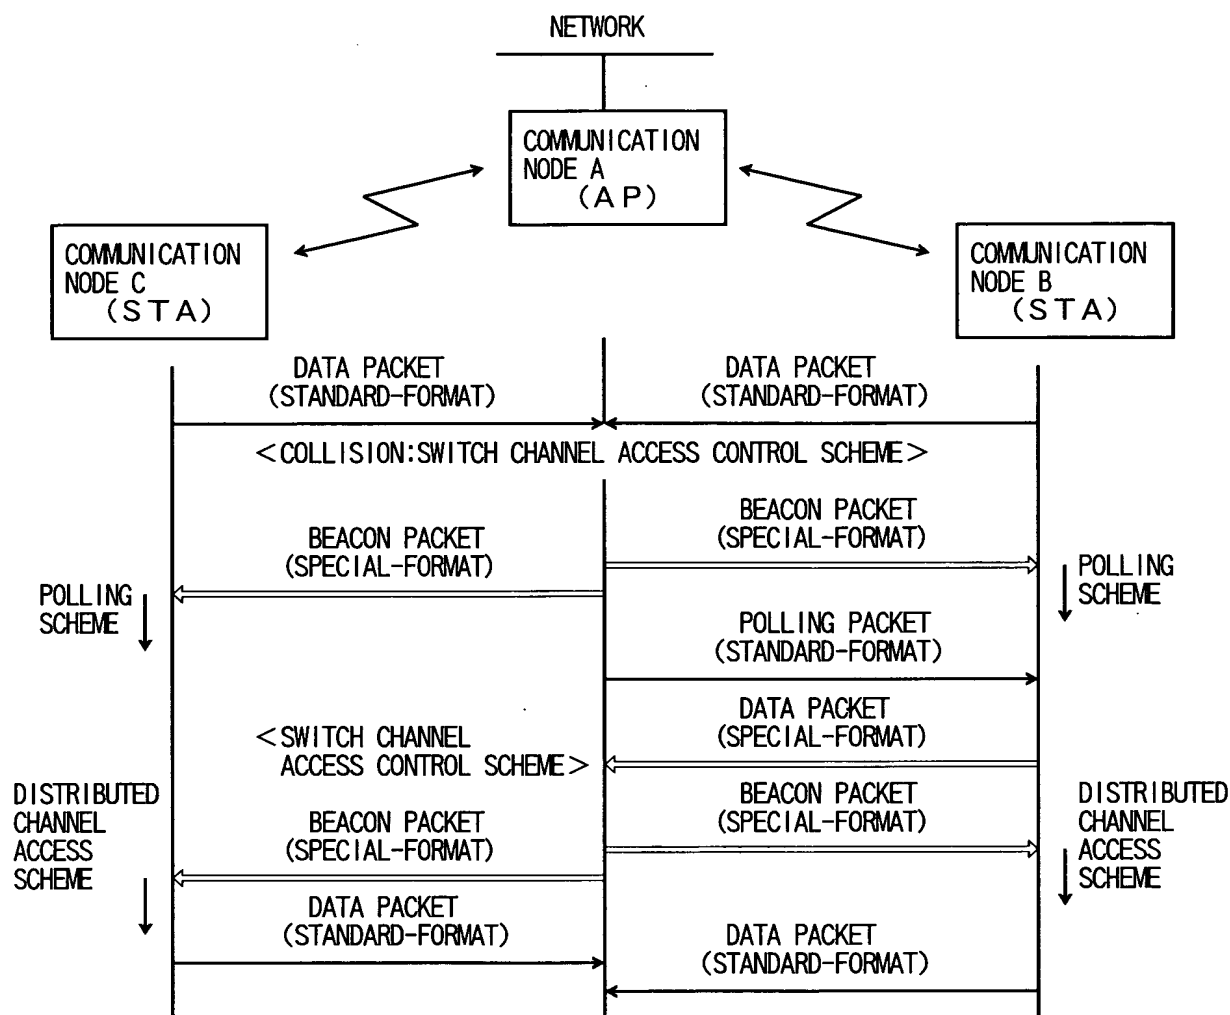 NETWORK
COMMUNICATION
NODE A
(AP)
COMMUNICATION
NODE C
(STA)
COMMUNICATION
NODE B
(STA)
DATA PACKET
(STANDARD-FORMAT)
DATA PACKET
(STANDARD-FORMAT)
<COLLISION:SWITCH CHANNEL ACCESS CONTROL SCHEME>
BEACON PACKET
(SPECIAL-FORMAT)
BEACON PACKET
(SPECIAL-FORMAT)
POLLING
SCHEME
POLLING
SCHEME
POLLING PACKET
(STANDARD-FORMAT)
DATA PACKET
(SPECIAL-FORMAT)
<SWITCH CHANNEL
ACCESS CONTROL SCHEME>
DISTRIBUTED
CHANNEL
ACCESS
SCHEME
BEACON PACKET
(SPECIAL-FORMAT)
BEACON PACKET
(SPECIAL-FORMAT)
DISTRIBUTED
CHANNEL
ACCESS
SCHEME
DATA PACKET
(STANDARD-FORMAT)
DATA PACKET
(STANDARD-FORMAT)